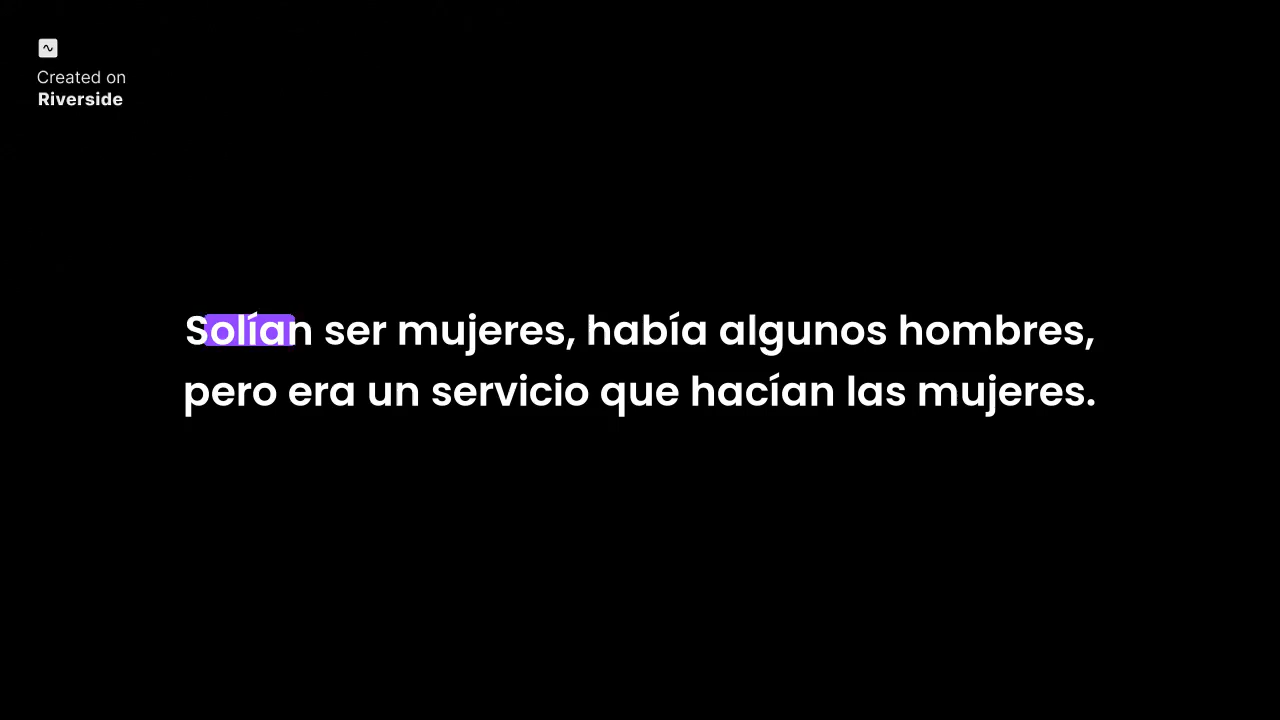 Created on
Riverside
Solían ser mujeres, había algunos hombres,
pero era un servicio que hacían las mujeres.